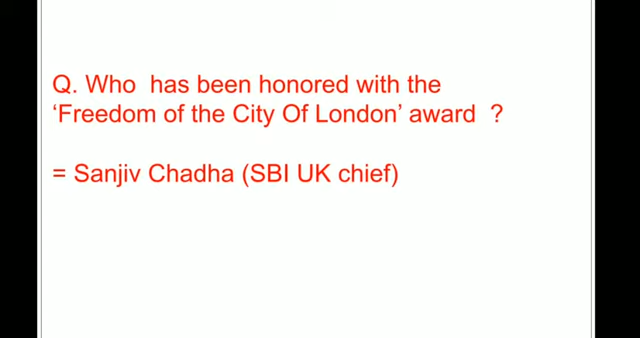 Q. Who has been honored with the
‘Freedom of the City Of London’ award ?
= Sanjiv Chadha (SBI UK chief)